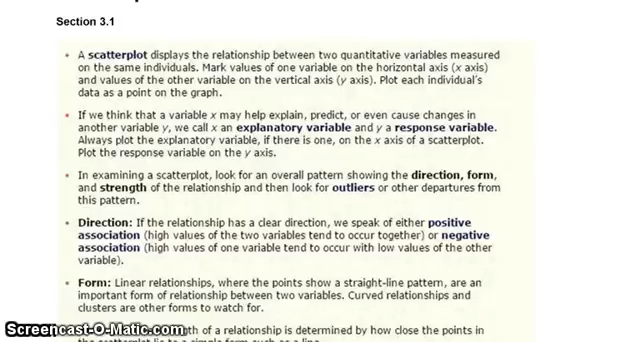 Section 3.1
• A scatterplot displays the relationship between two quantitative variables measured
on the same individuals. Mark values of one variable on the horizontal axis (x axis)
and values of the other variable on the vertical axis (y axis). Plot each individual's
data as a point on the graph.
• If we think that a variable x may help explain, predict, or even cause changes in
another variable y, we call x an explanatory variable and y a response variable.
Always plot the explanatory variable, if there is one, on the x axis of a scatterplot.
Plot the response variable on the y axis.
• In examining a scatterplot, look for an overall pattern showing the direction, form,
and strength of the relationship and then look for outliers or other departures from
this pattern.
• Direction: If the relationship has a clear direction, we speak of either positive
association (high values of the two variables tend to occur together) or negative
association (high values of one variable tend to occur with low values of the other
variable).
• Form: Linear relationships, where the points show a straight-line pattern, are an
important form of relationship between two variables. Curved relationships and
clusters are other forms to watch for.
Screencast-O-Matic.com
of a relationship is determined by how close the points in
the scatterplot lie to a simple form such as a line.